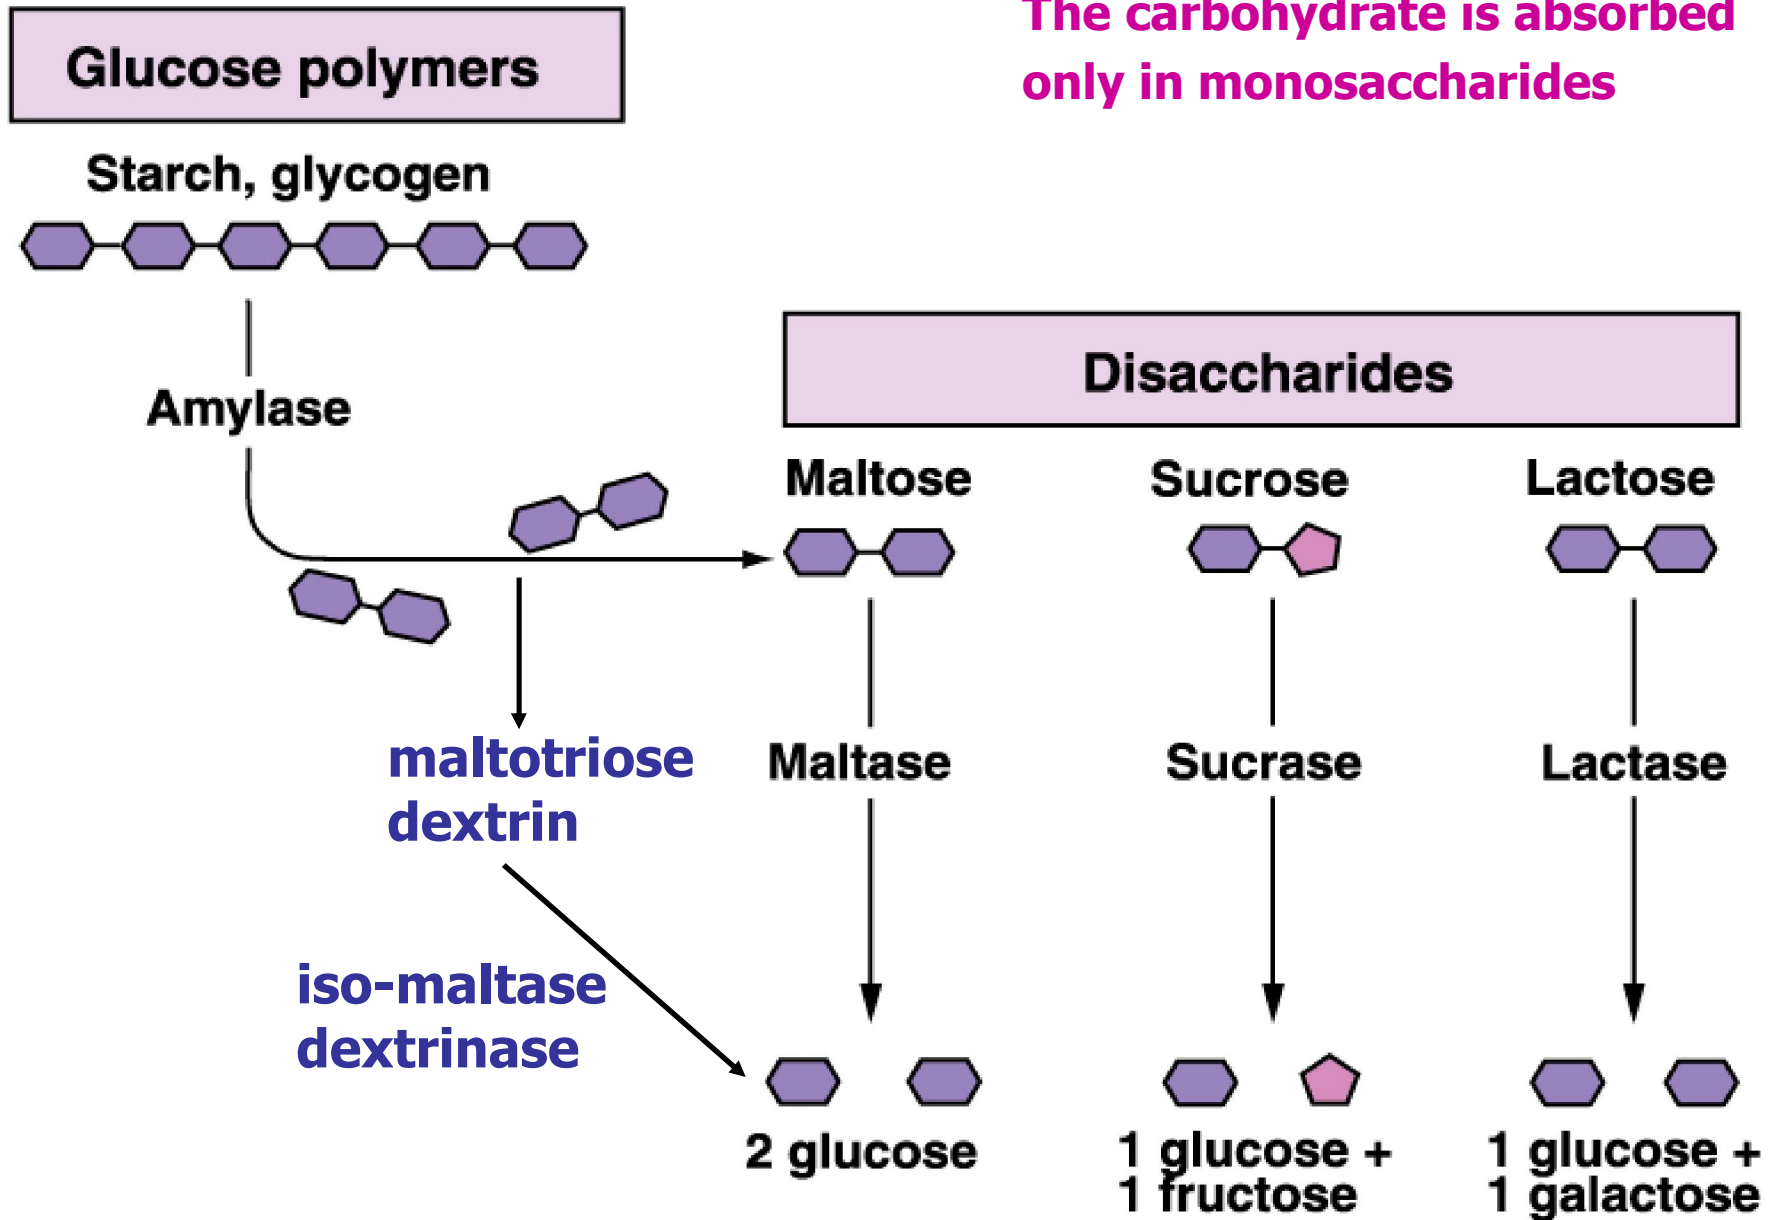 The carbohydrate is absorbed
only in monosaccharides
Glucose polymers
Starch, glycogen
Amylase
Disaccharides
Maltose
Sucrose
Lactose
maltotriose
dextrin
Maltase
Sucrase
Lactase
iso-maltase
dextrinase
2 glucose
1 glucose +
1 fructose
1 glucose +
1 galactose